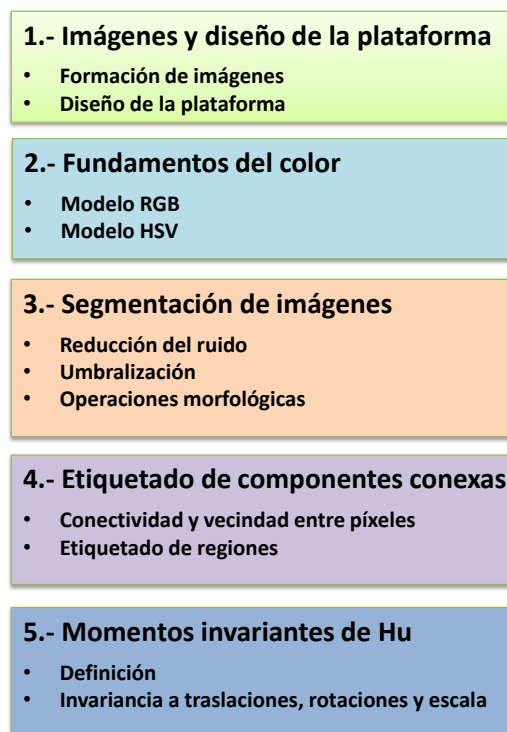 1.- Imágenes y diseño de la plataforma
• Formación de imágenes
• Diseño de la plataforma
2.- Fundamentos del color
• Modelo RGB
• Modelo HSV
3.- Segmentación de imágenes
• Reducción del ruido
• Umbralización
• Operaciones morfológicas
4.- Etiquetado de componentes conexas
• Conectividad y vecindad entre píxeles
• Etiquetado de regiones
5.- Momentos invariantes de Hu
• Definición
• Invariancia a traslaciones, rotaciones y escala